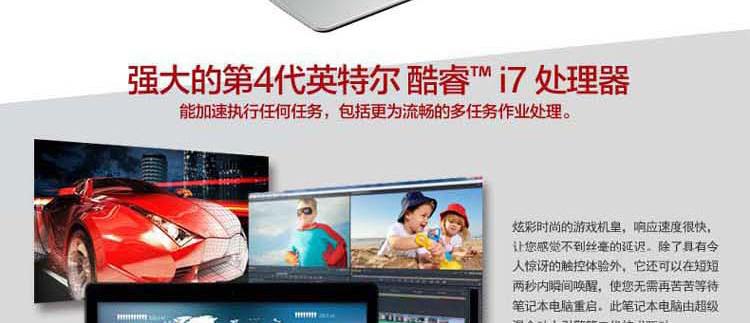 强大的第4代英特尔 酷睿™ i7 处理器
能加速执行任何任务，包括更为流畅的多任务作业处理。
炫彩时尚的游戏机皇，响应速度很快，
让您感觉不到丝毫的延迟。除了具有令
人惊讶的触控体验外，它还可以在短短
两秒内瞬间唤醒，使您无需再苦苦等待
笔记本电脑重启。此笔记本电脑由超级